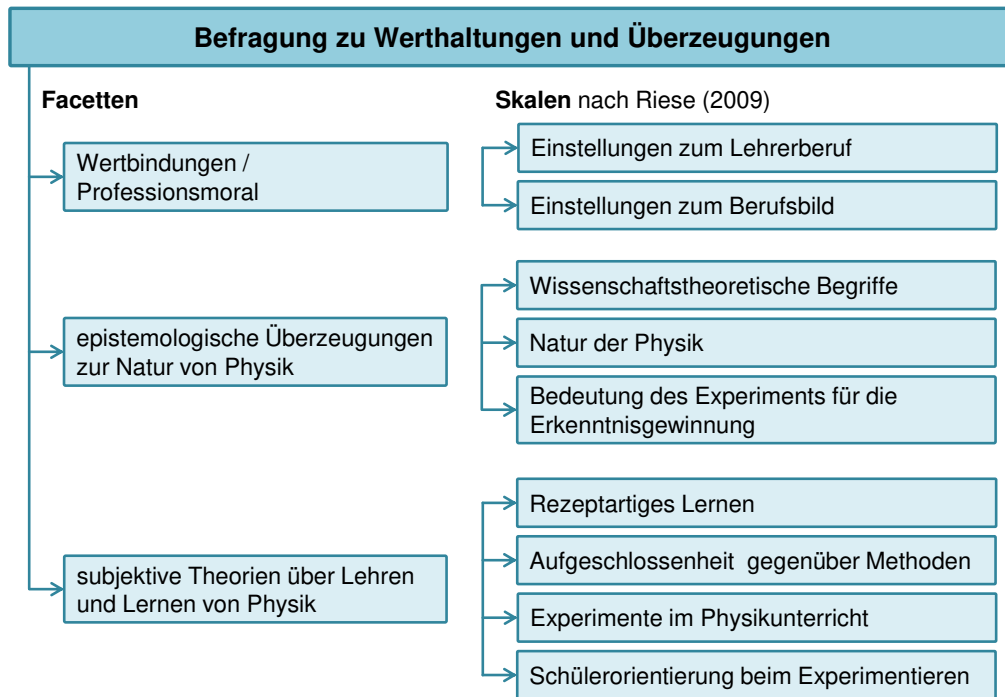 Befragung zu Werthaltungen und Überzeugungen
Facetten
Skalen nach Riese (2009)
Wertbindungen /
Professionsmoral
Einstellungen zum Lehrerberuf
Einstellungen zum Berufsbild
epistemologische Überzeugungen
zur Natur von Physik
Wissenschaftstheoretische Begriffe
Natur der Physik
Bedeutung des Experiments für die
Erkenntnisgewinnung
subjektive Theorien über Lehren
und Lernen von Physik
Rezeptartiges Lernen
Aufgeschlossenheit gegenüber Methoden
Experimente im Physikunterricht
Schülerorientierung beim Experimentieren